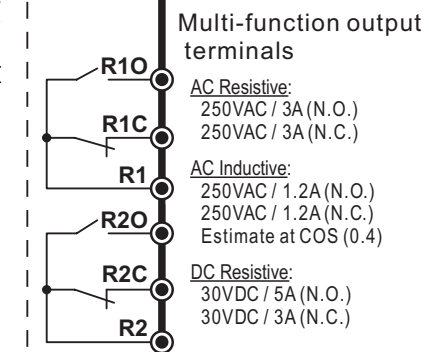 Multi-function output
terminals
R1O
R1C
R1
R2O
R2C
R2
AC Resistive:
250VAC / 3A (N.O.)
250VAC / 3A (N.C.)
AC Inductive:
250VAC / 1.2A (N.O.)
250VAC / 1.2A (N.C.)
Estimate at COS (0.4)
DC Resistive:
30VDC / 5A (N.O.)
30VDC / 3A (N.C.)